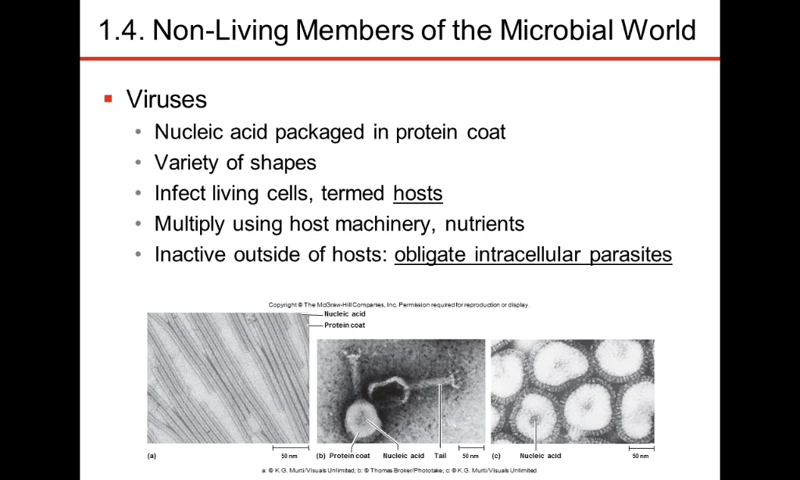 1.4. Non-Living Members of the Microbial World
Viruses
Nucleic acid packaged in protein coat
Variety of shapes
Infect living cells, termed hosts
Multiply using host machinery, nutrients
Inactive outside of hosts: obligate intracellular parasites
Copyright © The McGraw-Hill Companies, Inc. Permission required for reproduction or display.
Nucleic acid
Protein coat
(a) 50 nm
(b) Protein coat Nucleic acid Tail 50 nm
(c) Nucleic acid 50 nm
a: © K.G. Murti/Visuals Unlimited; b: © Thomas Broker/Phototake; c: © K.G. Murti/Visuals Unlimited